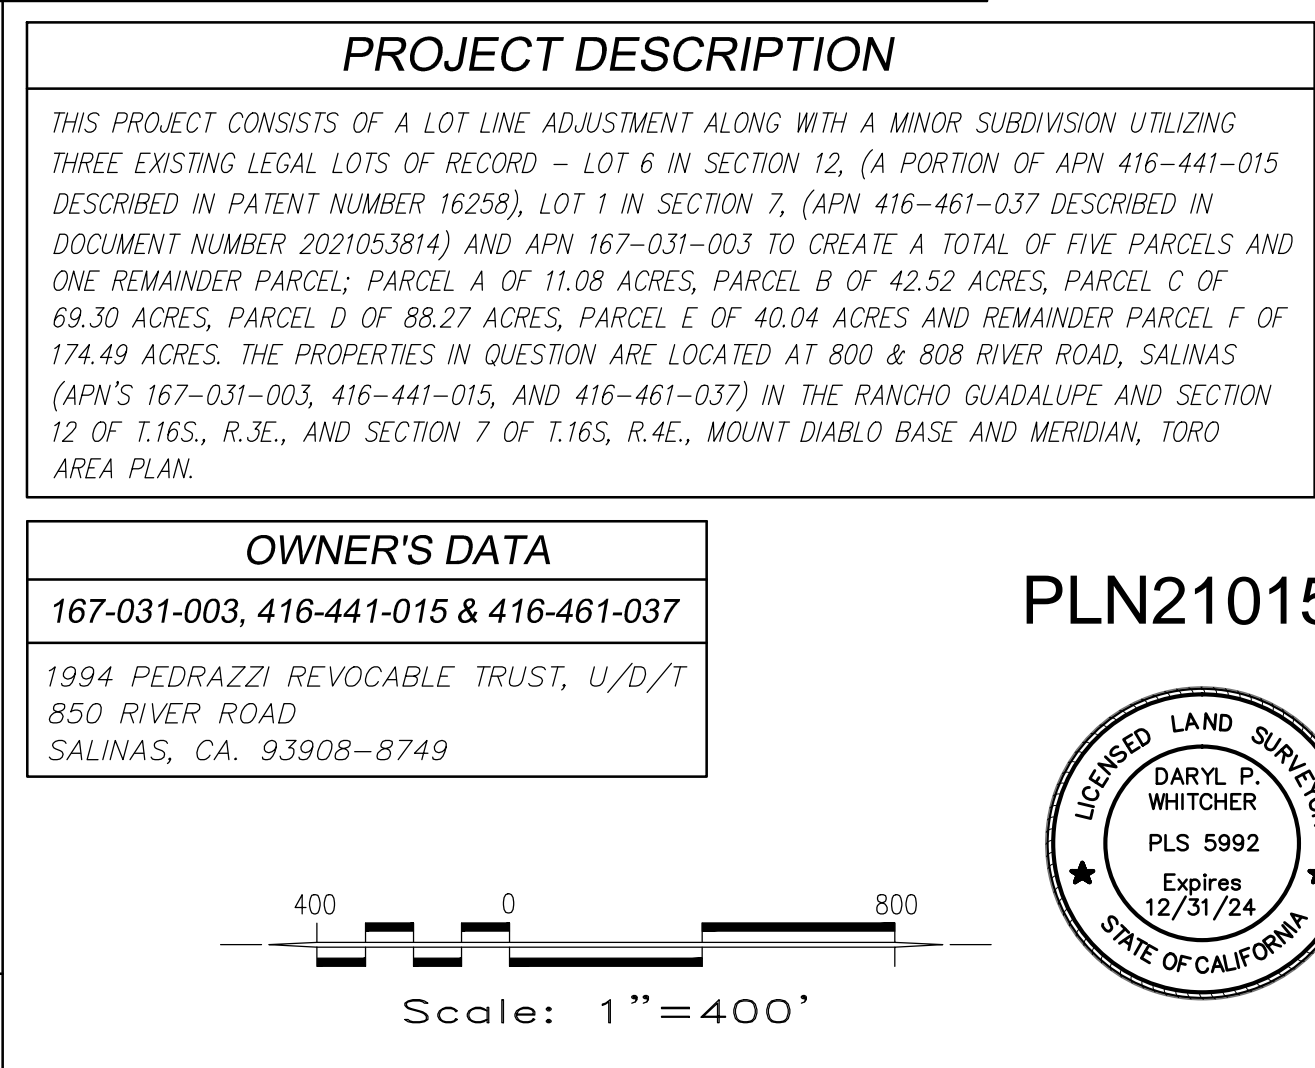 PROJECT DESCRIPTION
THIS PROJECT CONSISTS OF A LOT LINE ADJUSTMENT ALONG WITH A MINOR SUBDIVISION UTILIZING
THREE EXISTING LEGAL LOTS OF RECORD – LOT 6 IN SECTION 12, (A PORTION OF APN 416–441–015
DESCRIBED IN PATENT NUMBER 16258), LOT 1 IN SECTION 7, (APN 416–461–037 DESCRIBED IN
DOCUMENT NUMBER 2021053814) AND APN 167–031–003 TO CREATE A TOTAL OF FIVE PARCELS AND
ONE REMAINDER PARCEL; PARCEL A OF 11.08 ACRES, PARCEL B OF 42.52 ACRES, PARCEL C OF
69.30 ACRES, PARCEL D OF 88.27 ACRES, PARCEL E OF 40.04 ACRES AND REMAINDER PARCEL F OF
174.49 ACRES. THE PROPERTIES IN QUESTION ARE LOCATED AT 800 & 808 RIVER ROAD, SALINAS
(APN'S 167–031–003, 416–441–015, AND 416–461–037) IN THE RANCHO GUADALUPE AND SECTION
12 OF T.16S., R.3E., AND SECTION 7 OF T.16S, R.4E., MOUNT DIABLO BASE AND MERIDIAN, TORO
AREA PLAN.
OWNER'S DATA
167-031-003, 416-441-015 & 416-461-037
1994 PEDRAZZI REVOCABLE TRUST, U/D/T
850 RIVER ROAD
SALINAS, CA. 93908–8749
PLN21015
LICENSED LAND SURVEYOR
DARYL P.
WHITCHER
PLS 5992
Expires
12/31/24
STATE OF CALIFORNIA
400 0 800
Scale: 1"=400'